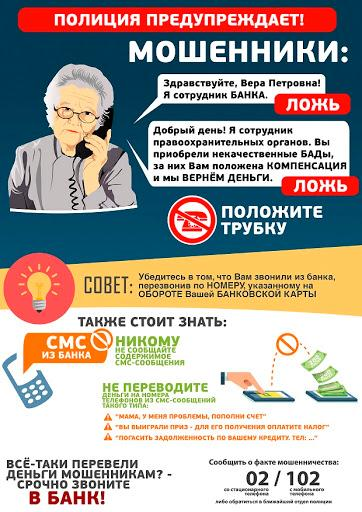 ПОЛИЦИЯ ПРЕДУПРЕЖДАЕТ!
МОШЕННИКИ:
Здравствуйте, Вера Петровна!
Я сотрудник БАНКА.
ЛОЖЬ
Добрый день! Я сотрудник
правоохранительных органов. Вы
приобрели некачественные БАДы,
за них Вам положена КОМПЕНСАЦИЯ
и мы ВЕРНЁМ ДЕНЬГИ.
ЛОЖЬ
ПОЛОЖИТЕ
ТРУБКУ
СОВЕТ:
Убедитесь в том, что Вам звонили из банка,
перезвонив по НОМЕРУ, указанному на
ОБОРОТЕ Вашей БАНКОВСКОЙ КАРТЫ
ТАКЖЕ СТОИТ ЗНАТЬ:
СМС
ИЗ БАНКА
НИКОМУ
НЕ СООБЩАЙТЕ
СОДЕРЖИМОЕ
СМС-СООБЩЕНИЯ
НЕ ПЕРЕВОДИТЕ
ДЕНЬГИ НА НОМЕРА
ТЕЛЕФОНОВ ИЗ СМС-СООБЩЕНИЙ
ТАКОГО ТИПА:
"МАМА, У МЕНЯ ПРОБЛЕМЫ, ПОПОЛНИ СЧЕТ"
"ВЫ ВЫИГРАЛИ ПРИЗ - ДЛЯ ЕГО ПОЛУЧЕНИЯ ОПЛАТИТЕ НАЛОГ"
"ПОГАСИТЬ ЗАДОЛЖЕННОСТЬ ПО ВАШЕМУ КРЕДИТУ. ТЕЛ: ..."
ВСЁ-ТАКИ ПЕРЕВЕЛИ
ДЕНЬГИ МОШЕННИКАМ? -
СРОЧНО ЗВОНИТЕ
В БАНК!
Сообщить о факте мошенничества:
02 / 102
со стационарного телефона
с мобильного телефона
либо обратиться в ближайший отдел полиции